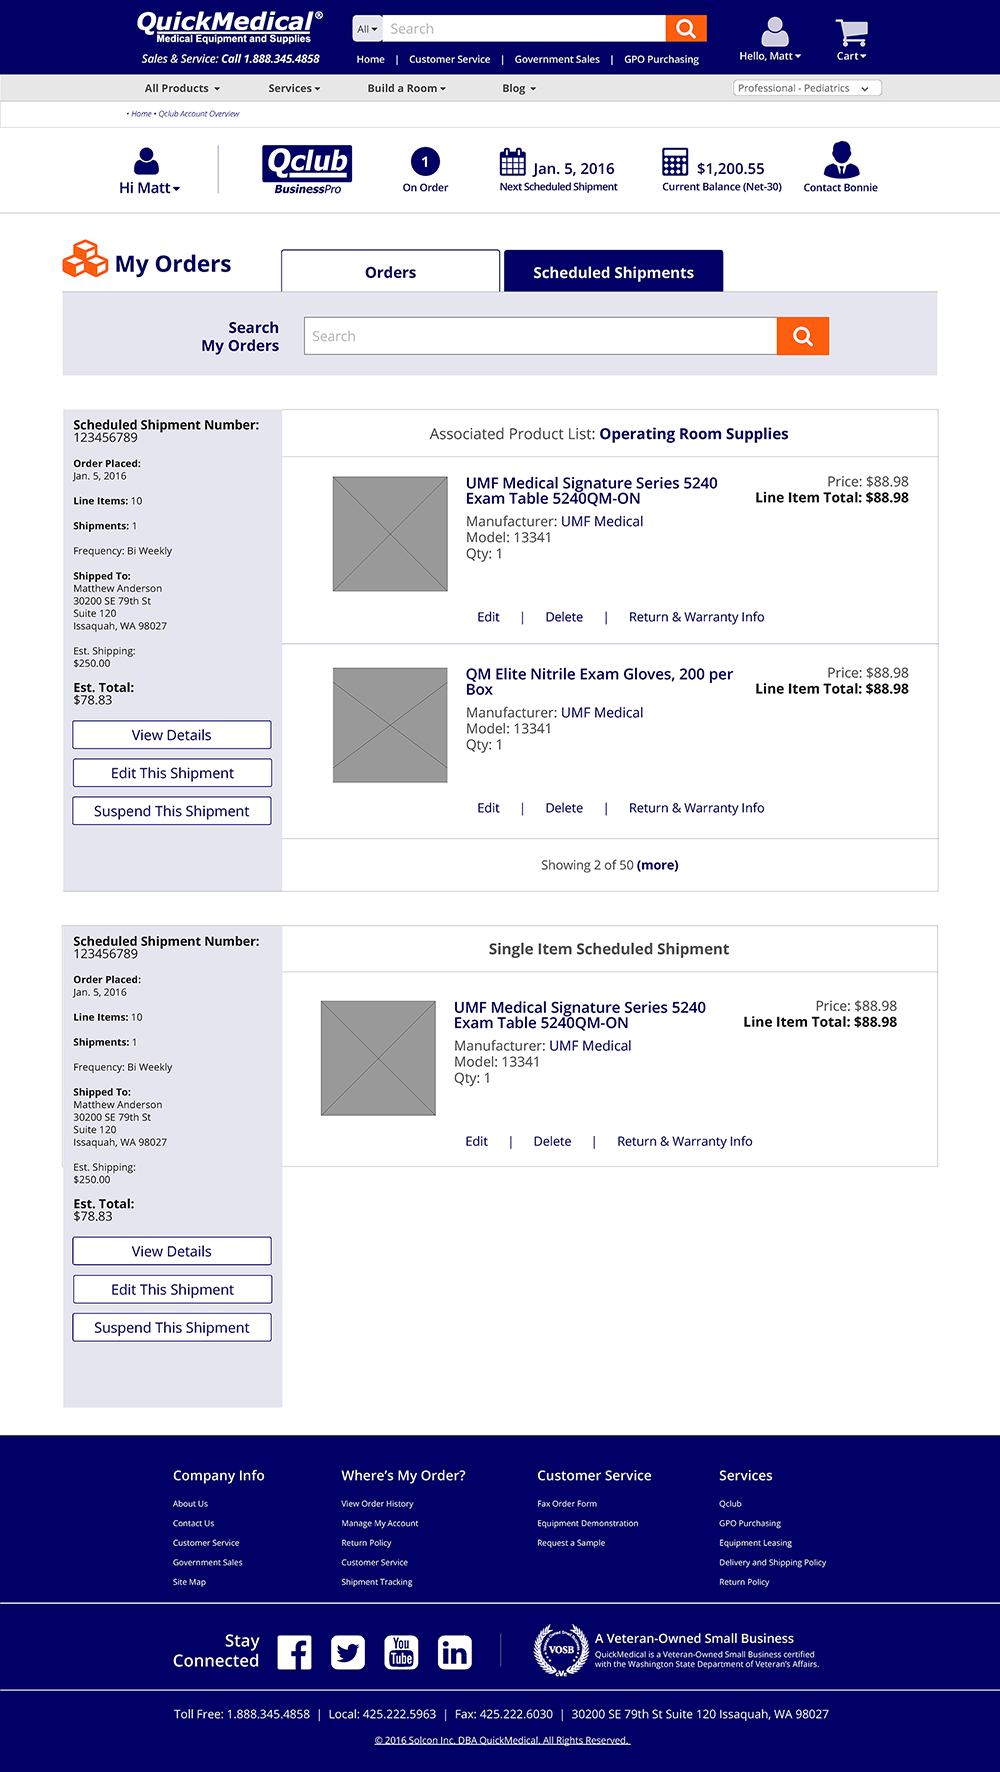 QuickMedical®
Medical Equipment and Supplies
Sales & Service: Call 1.888.345.4858
All
Search
Home | Customer Service | Government Sales | GPO Purchasing
Hello, Matt
Cart
All Products
Services
Build a Room
Blog
Professional - Pediatrics
• Home • Qclub Account Overview
Hi Matt
Qclub
BusinessPro
1
On Order
Jan. 5, 2016
Next Scheduled Shipment
$1,200.55
Current Balance (Net-30)
Contact Bonnie
My Orders
Orders
Scheduled Shipments
Search
My Orders
Search
Scheduled Shipment Number:
123456789
Order Placed:
Jan. 5, 2016
Line Items: 10
Shipments: 1
Frequency: Bi Weekly
Shipped To:
Matthew Anderson
30200 SE 79th St
Suite 120
Issaquah, WA 98027
Est. Shipping:
$250.00
Est. Total:
$78.83
View Details
Edit This Shipment
Suspend This Shipment
Associated Product List: Operating Room Supplies
UMF Medical Signature Series 5240
Exam Table 5240QM-ON
Manufacturer: UMF Medical
Model: 13341
Qty: 1
Price: $88.98
Line Item Total: $88.98
Edit | Delete | Return & Warranty Info
QM Elite Nitrile Exam Gloves, 200 per
Box
Manufacturer: UMF Medical
Model: 13341
Qty: 1
Price: $88.98
Line Item Total: $88.98
Edit | Delete | Return & Warranty Info
Showing 2 of 50 (more)
Scheduled Shipment Number:
123456789
Order Placed:
Jan. 5, 2016
Line Items: 10
Shipments: 1
Frequency: Bi Weekly
Shipped To:
Matthew Anderson
30200 SE 79th St
Suite 120
Issaquah, WA 98027
Est. Shipping:
$250.00
Est. Total:
$78.83
View Details
Edit This Shipment
Suspend This Shipment
Single Item Scheduled Shipment
UMF Medical Signature Series 5240
Exam Table 5240QM-ON
Manufacturer: UMF Medical
Model: 13341
Qty: 1
Price: $88.98
Line Item Total: $88.98
Edit | Delete | Return & Warranty Info
Company Info
About Us
Contact Us
Customer Service
Government Sales
Site Map
Where's My Order?
View Order History
Manage My Account
Return Policy
Customer Service
Shipment Tracking
Customer Service
Fax Order Form
Equipment Demonstration
Request a Sample
Services
Qclub
GPO Purchasing
Equipment Leasing
Delivery and Shipping Policy
Return Policy
Stay
Connected
You
Tube
in
VOSB
A Veteran-Owned Small Business
QuickMedical is a Veteran-Owned Small Business certified
with the Washington State Department of Veteran's Affairs.
Toll Free: 1.888.345.4858 | Local: 425.222.5963 | Fax: 425.222.6030 | 30200 SE 79th St Suite 120 Issaquah, WA 98027
© 2016 Solcon Inc. DBA QuickMedical. All Rights Reserved.